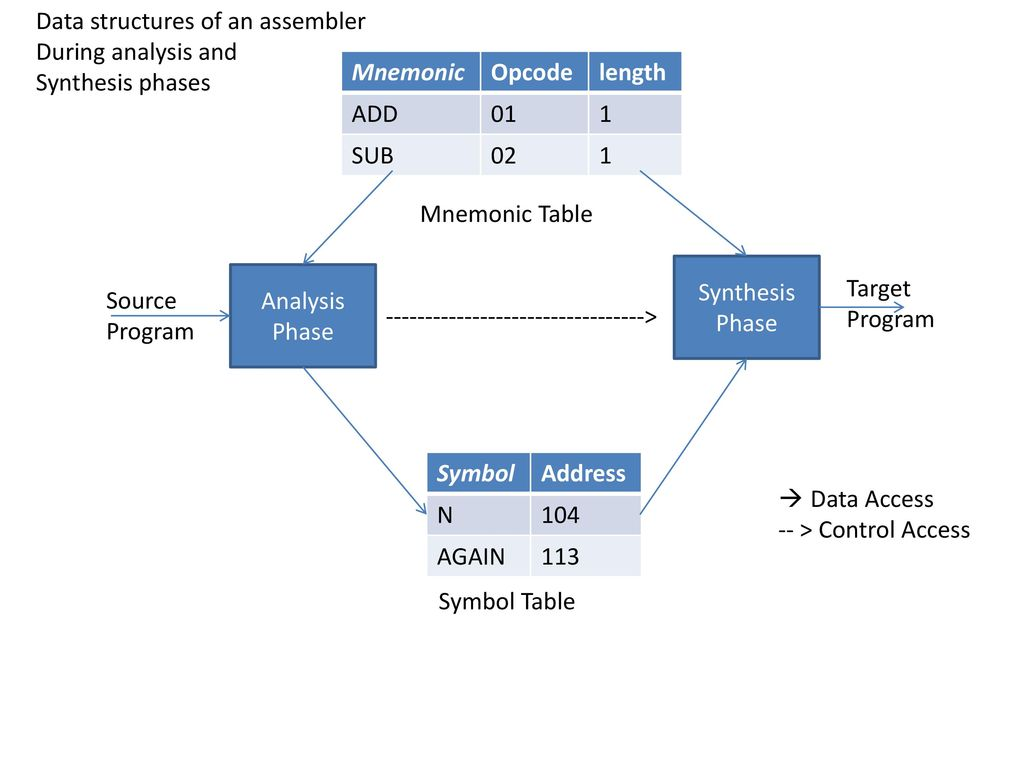 Data structures of an assembler
During analysis and
Synthesis phases
Mnemonic Opcode length
ADD 01 1
SUB 02 1
Mnemonic Table
Source
Program
Analysis
Phase
--------------------------------->
Synthesis
Phase
Target
Program
Symbol Address
N 104
AGAIN 113
Symbol Table
→ Data Access
-- > Control Access